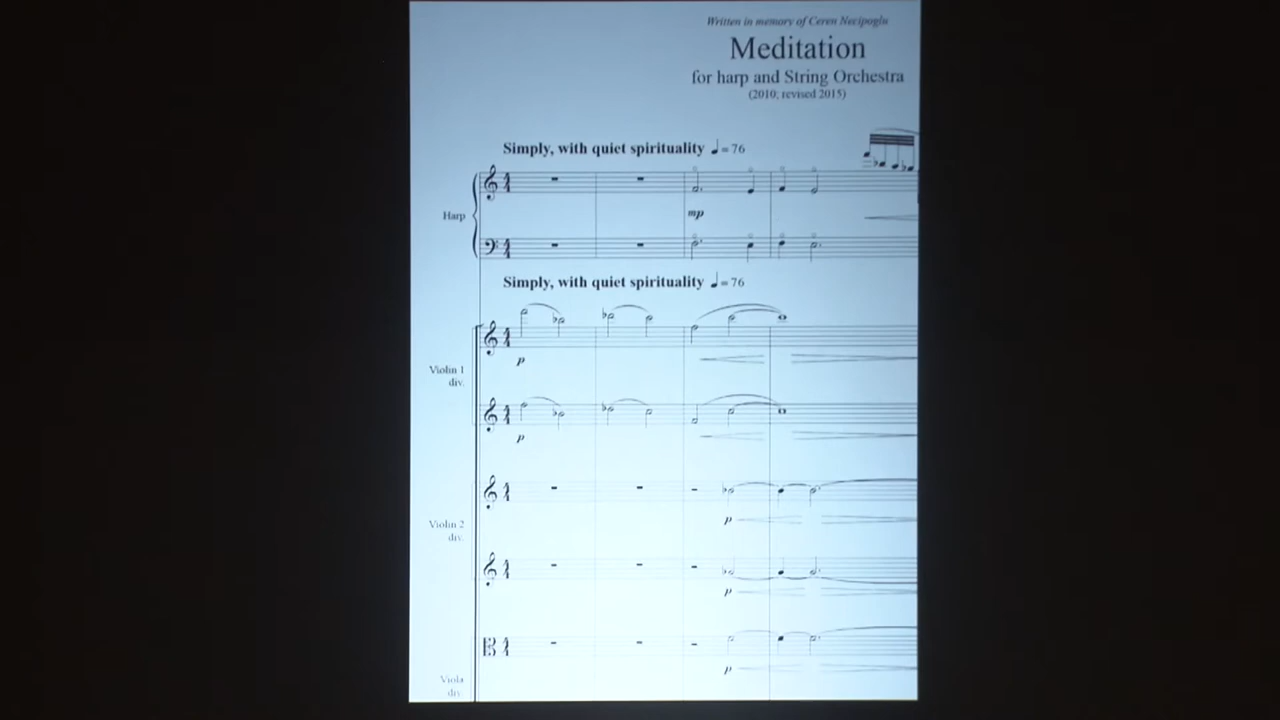 Written in memory of Ceren Necipoglu
Meditation
for harp and String Orchestra
(2010; revised 2015)
Simply, with quiet spirituality ♩=76
Harp
mp
Simply, with quiet spirituality ♩=76
p
Violin 1
div.
p
Violin 2
div.
p
p
p
Viola
div.